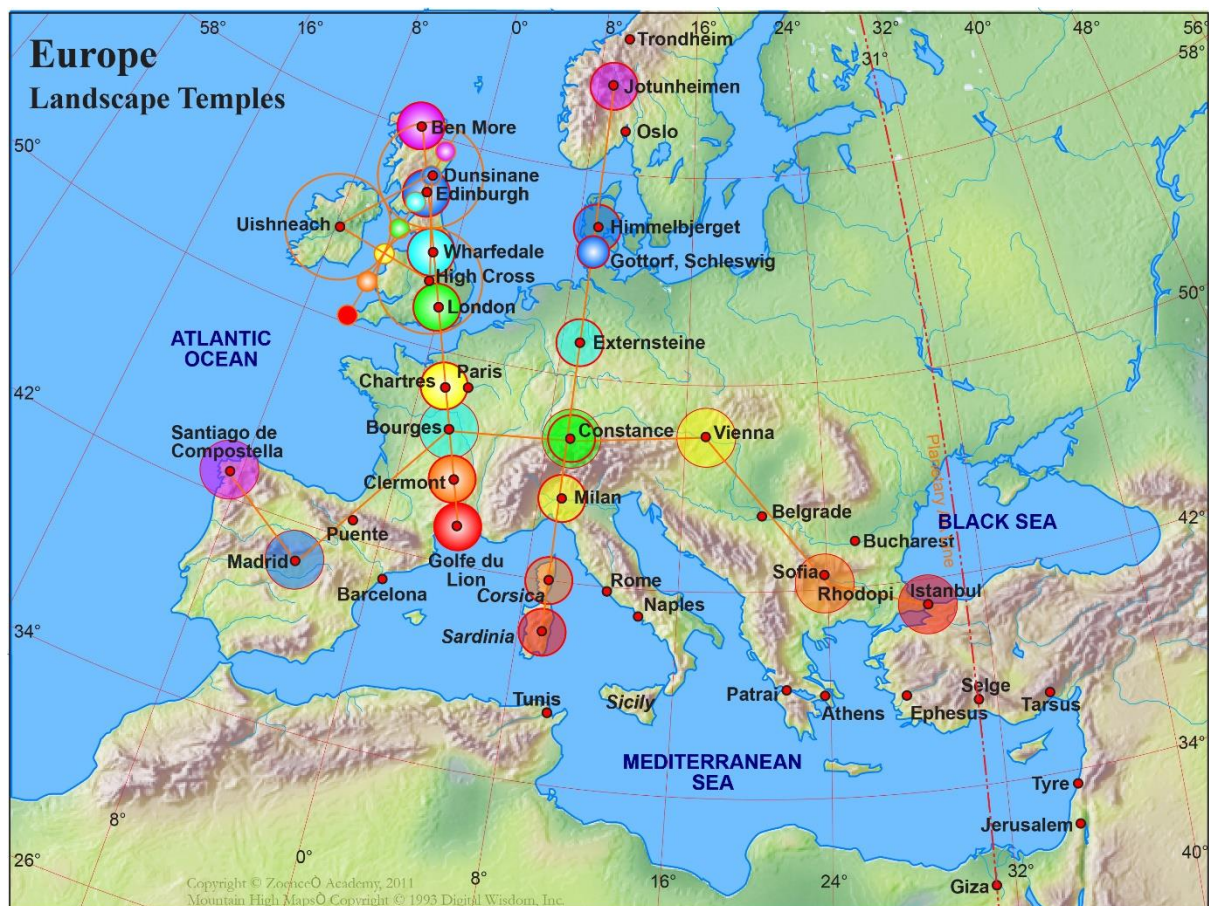 8°
16°
8°
0°
8°
16°
24°
32°
40°
48°
56°
58°
Europe
Landscape Temples
58°
31°
Trondheim
Jotunheimen
Ben More
Oslo
50°
Dunsinane
Edinburgh
Uishneach
Himmelbjerget
Wharfedale
Gottorf, Schleswig
High Cross
London
50°
ATLANTIC
OCEAN
Externsteine
Chartres
Paris
42°
Bourges
Constance
Vienna
Santiago de
Compostella
Clermont
Milan
Belgrade
BLACK SEA
42°
Puente
Bucharest
Madrid
Golfe du
Lion
Barcelona
Corsica
Rome
Sofia
Rhodopi
Istanbul
Naples
34°
Sardinia
Tunis
Sicily
Patrai
Athens
Ephesus
Selge
Tarsus
34°
MEDITERRANEAN
SEA
Tyre
8°
Jerusalem
26°
0°
8°
16°
24°
32°
40°
Giza
Copyright © ZoenceÒ Academy, 2011
Mountain High MapsÒ Copyright © 1993 Digital Wisdom, Inc.